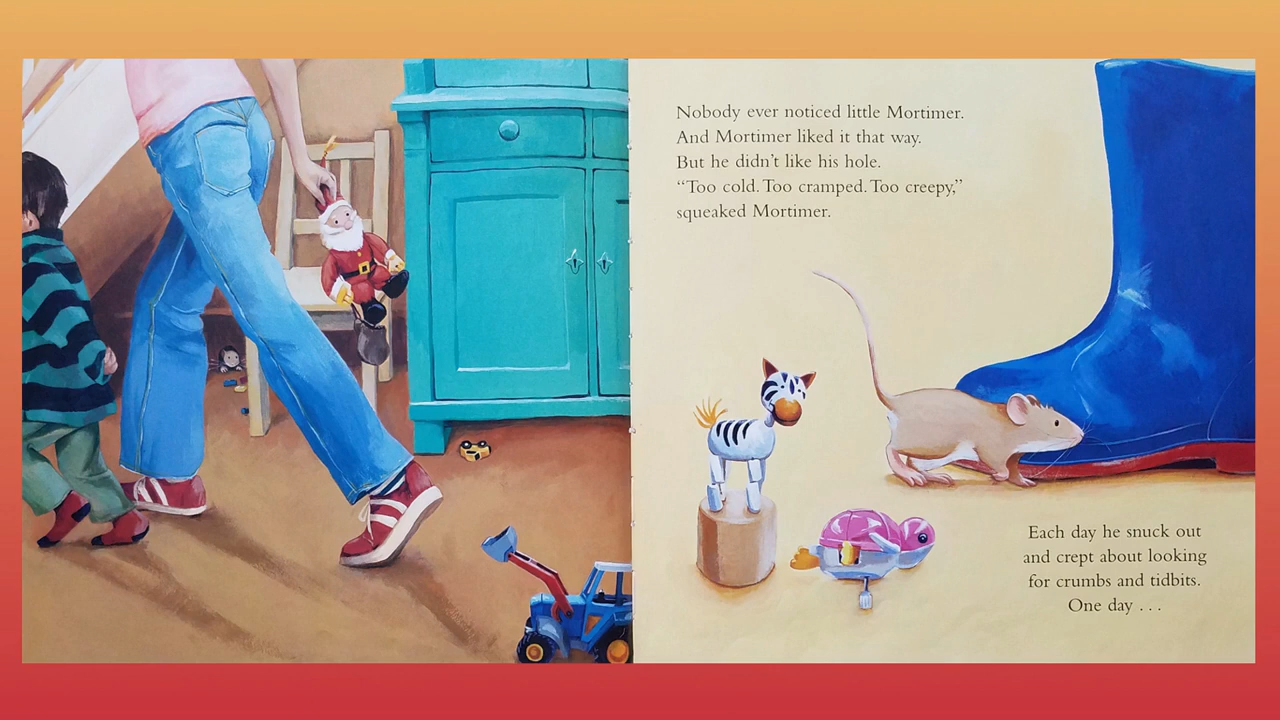 Nobody ever noticed little Mortimer.
And Mortimer liked it that way.
But he didn’t like his hole.
“Too cold. Too cramped. Too creepy,”
squeaked Mortimer.
Each day he snuck out
and crept about looking
for crumbs and tidbits.
One day . . .